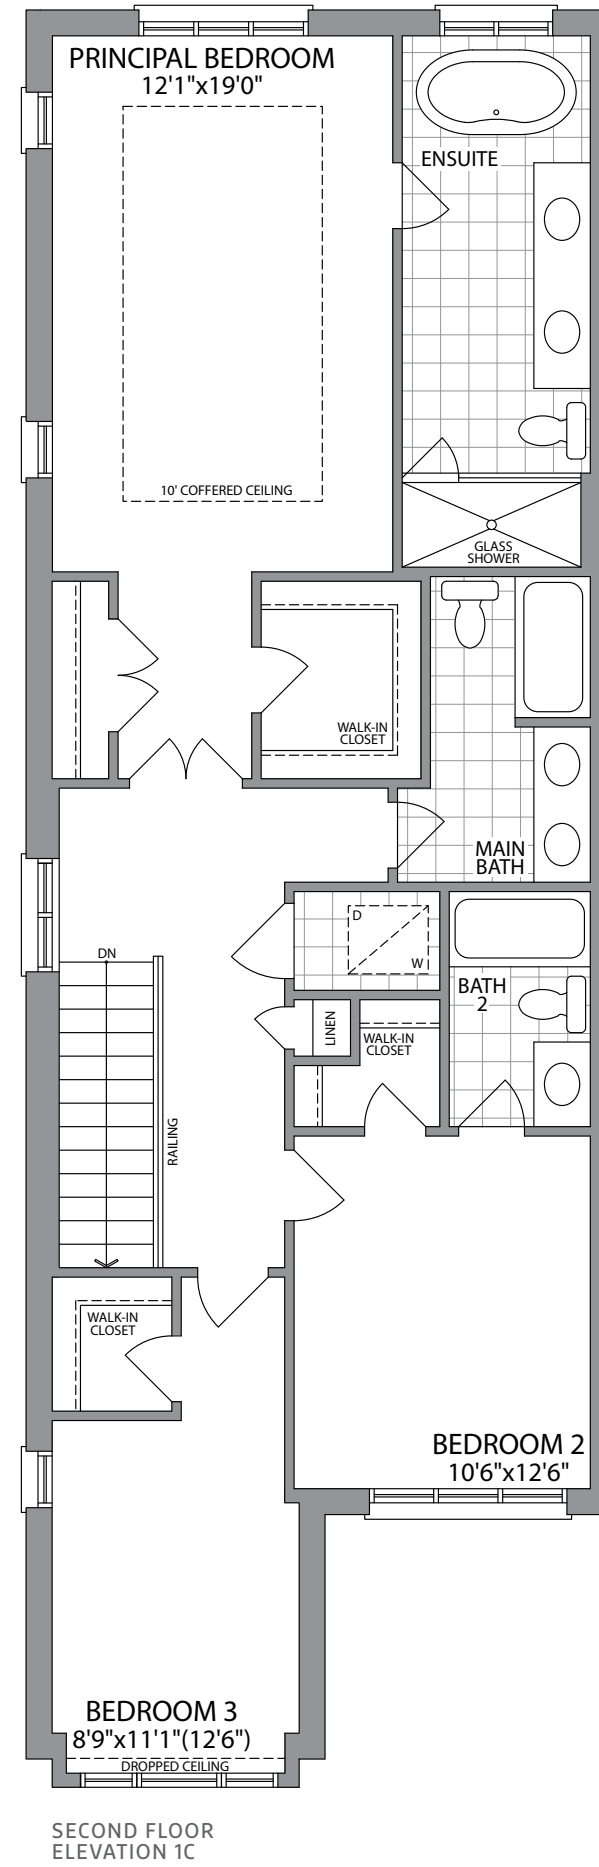 PRINCIPAL BEDROOM
12'1"x19'0"
ENSUITE
10' COFFERED CEILING
GLASS
SHOWER
WALK-IN
CLOSET
MAIN
BATH
D
W
DN
BATH
2
LINEN
WALK-IN
CLOSET
RAILING
WALK-IN
CLOSET
BEDROOM 2
10'6"x12'6"
BEDROOM 3
8'9"x11'1"(12'6")
DROPPED CEILING
SECOND FLOOR
ELEVATION 1C